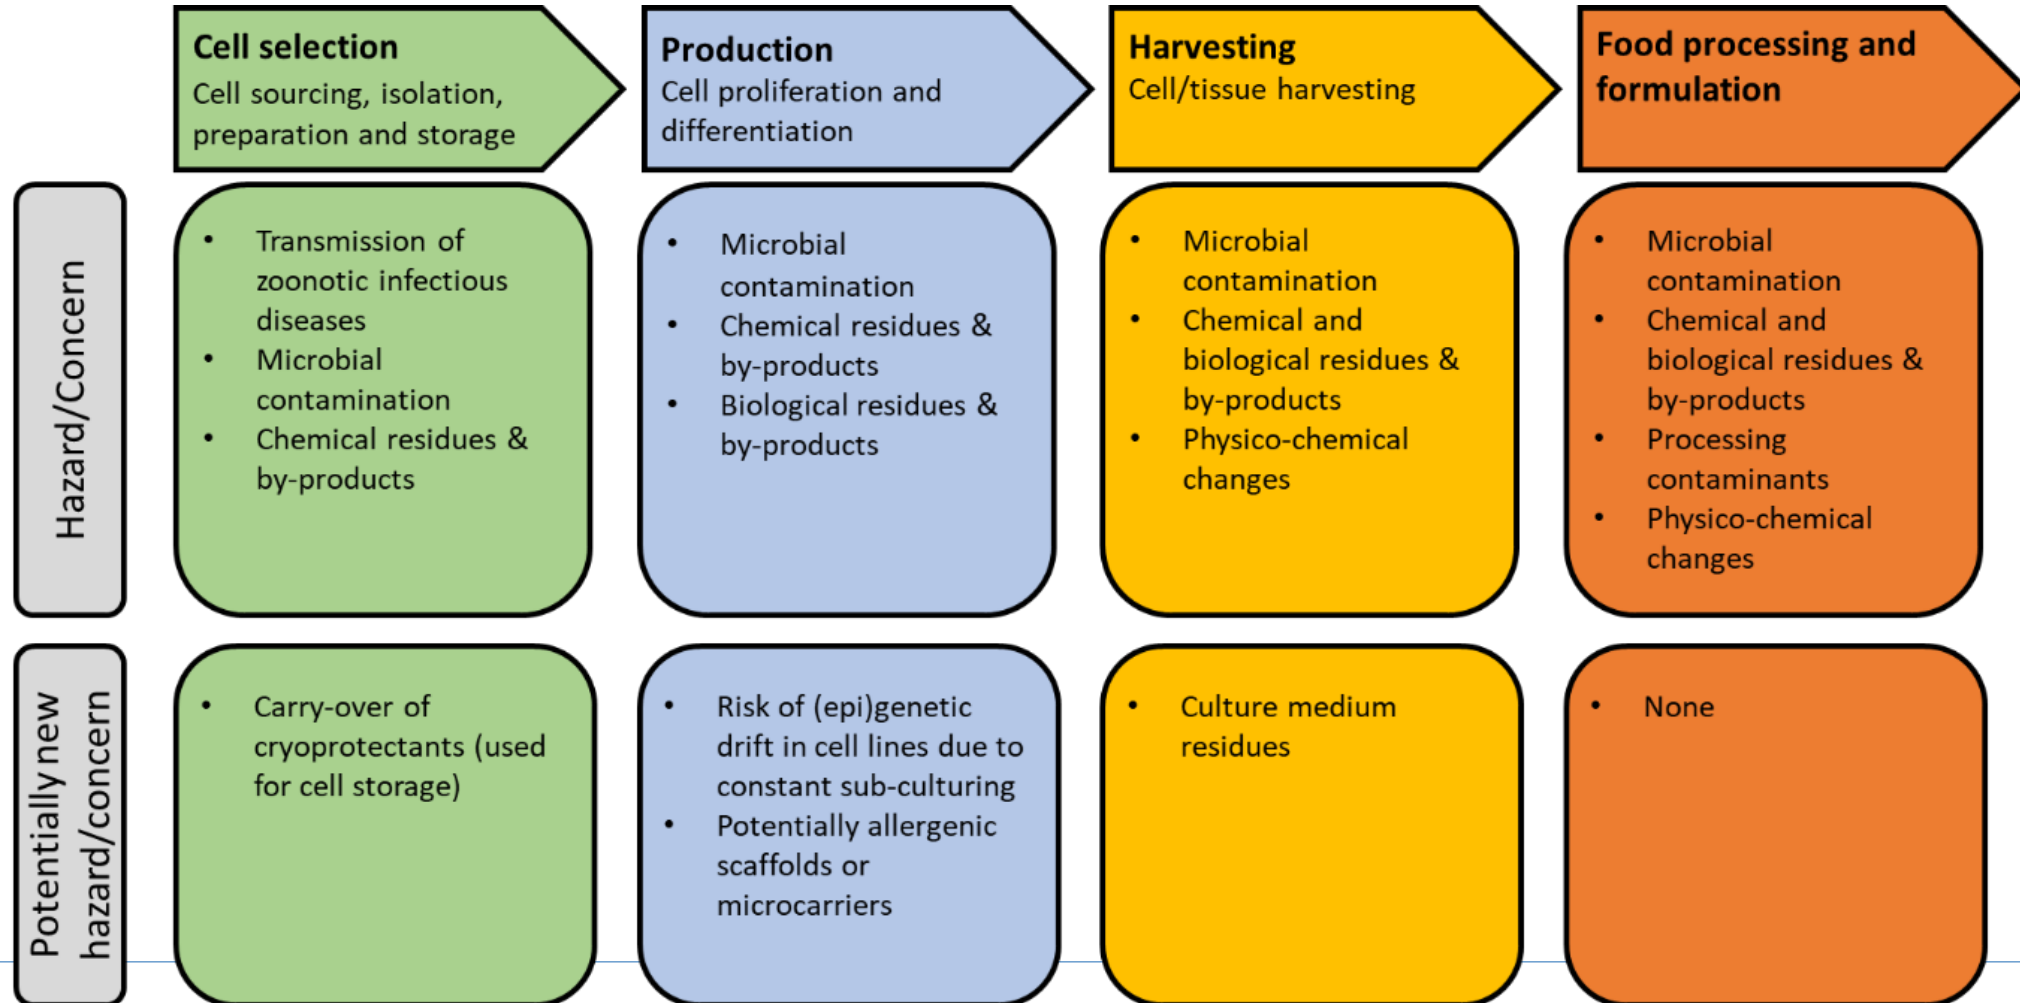 Cell selection
Cell sourcing, isolation,
preparation and storage
Production
Cell proliferation and
differentiation
Harvesting
Cell/tissue harvesting
Food processing and
formulation
Hazard/Concern
• Transmission of
zoonotic infectious
diseases
• Microbial
contamination
• Chemical residues &
by-products
• Microbial
contamination
• Chemical residues &
by-products
• Biological residues &
by-products
• Microbial
contamination
• Chemical and
biological residues &
by-products
• Physico-chemical
changes
• Microbial
contamination
• Chemical and
biological residues &
by-products
• Processing
contaminants
• Physico-chemical
changes
Potentially new
hazard/concern
• Carry-over of
cryoprotectants (used
for cell storage)
• Risk of (epi)genetic
drift in cell lines due to
constant sub-culturing
• Potentially allergenic
scaffolds or
microcarriers
• Culture medium
residues
• None